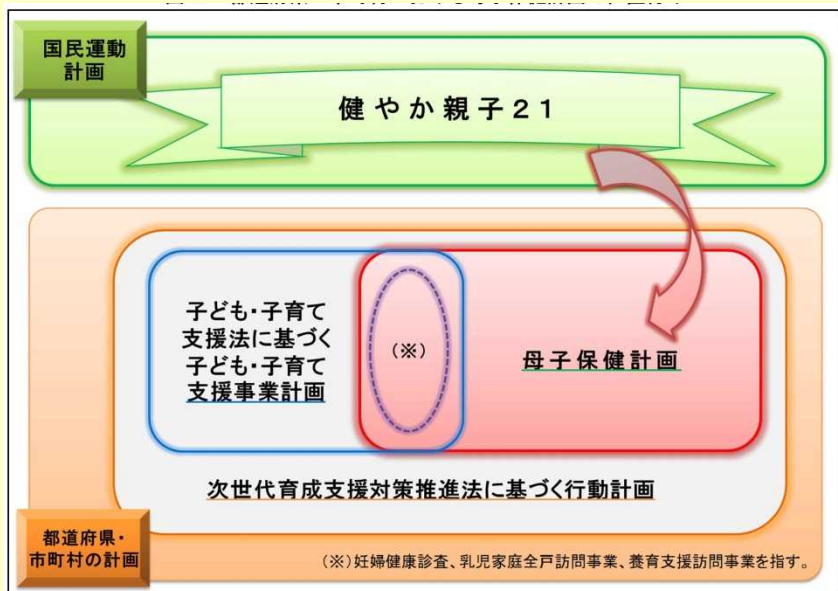 国民運動
計画
健やか親子21
子ども・子育て
支援法に基づく
子ども・子育て
支援事業計画
(※)
母子保健計画
次世代育成支援対策推進法に基づく行動計画
都道府県・
市町村の計画
(※)妊婦健康診査、乳児家庭全戸訪問事業、養育支援訪問事業を指す。